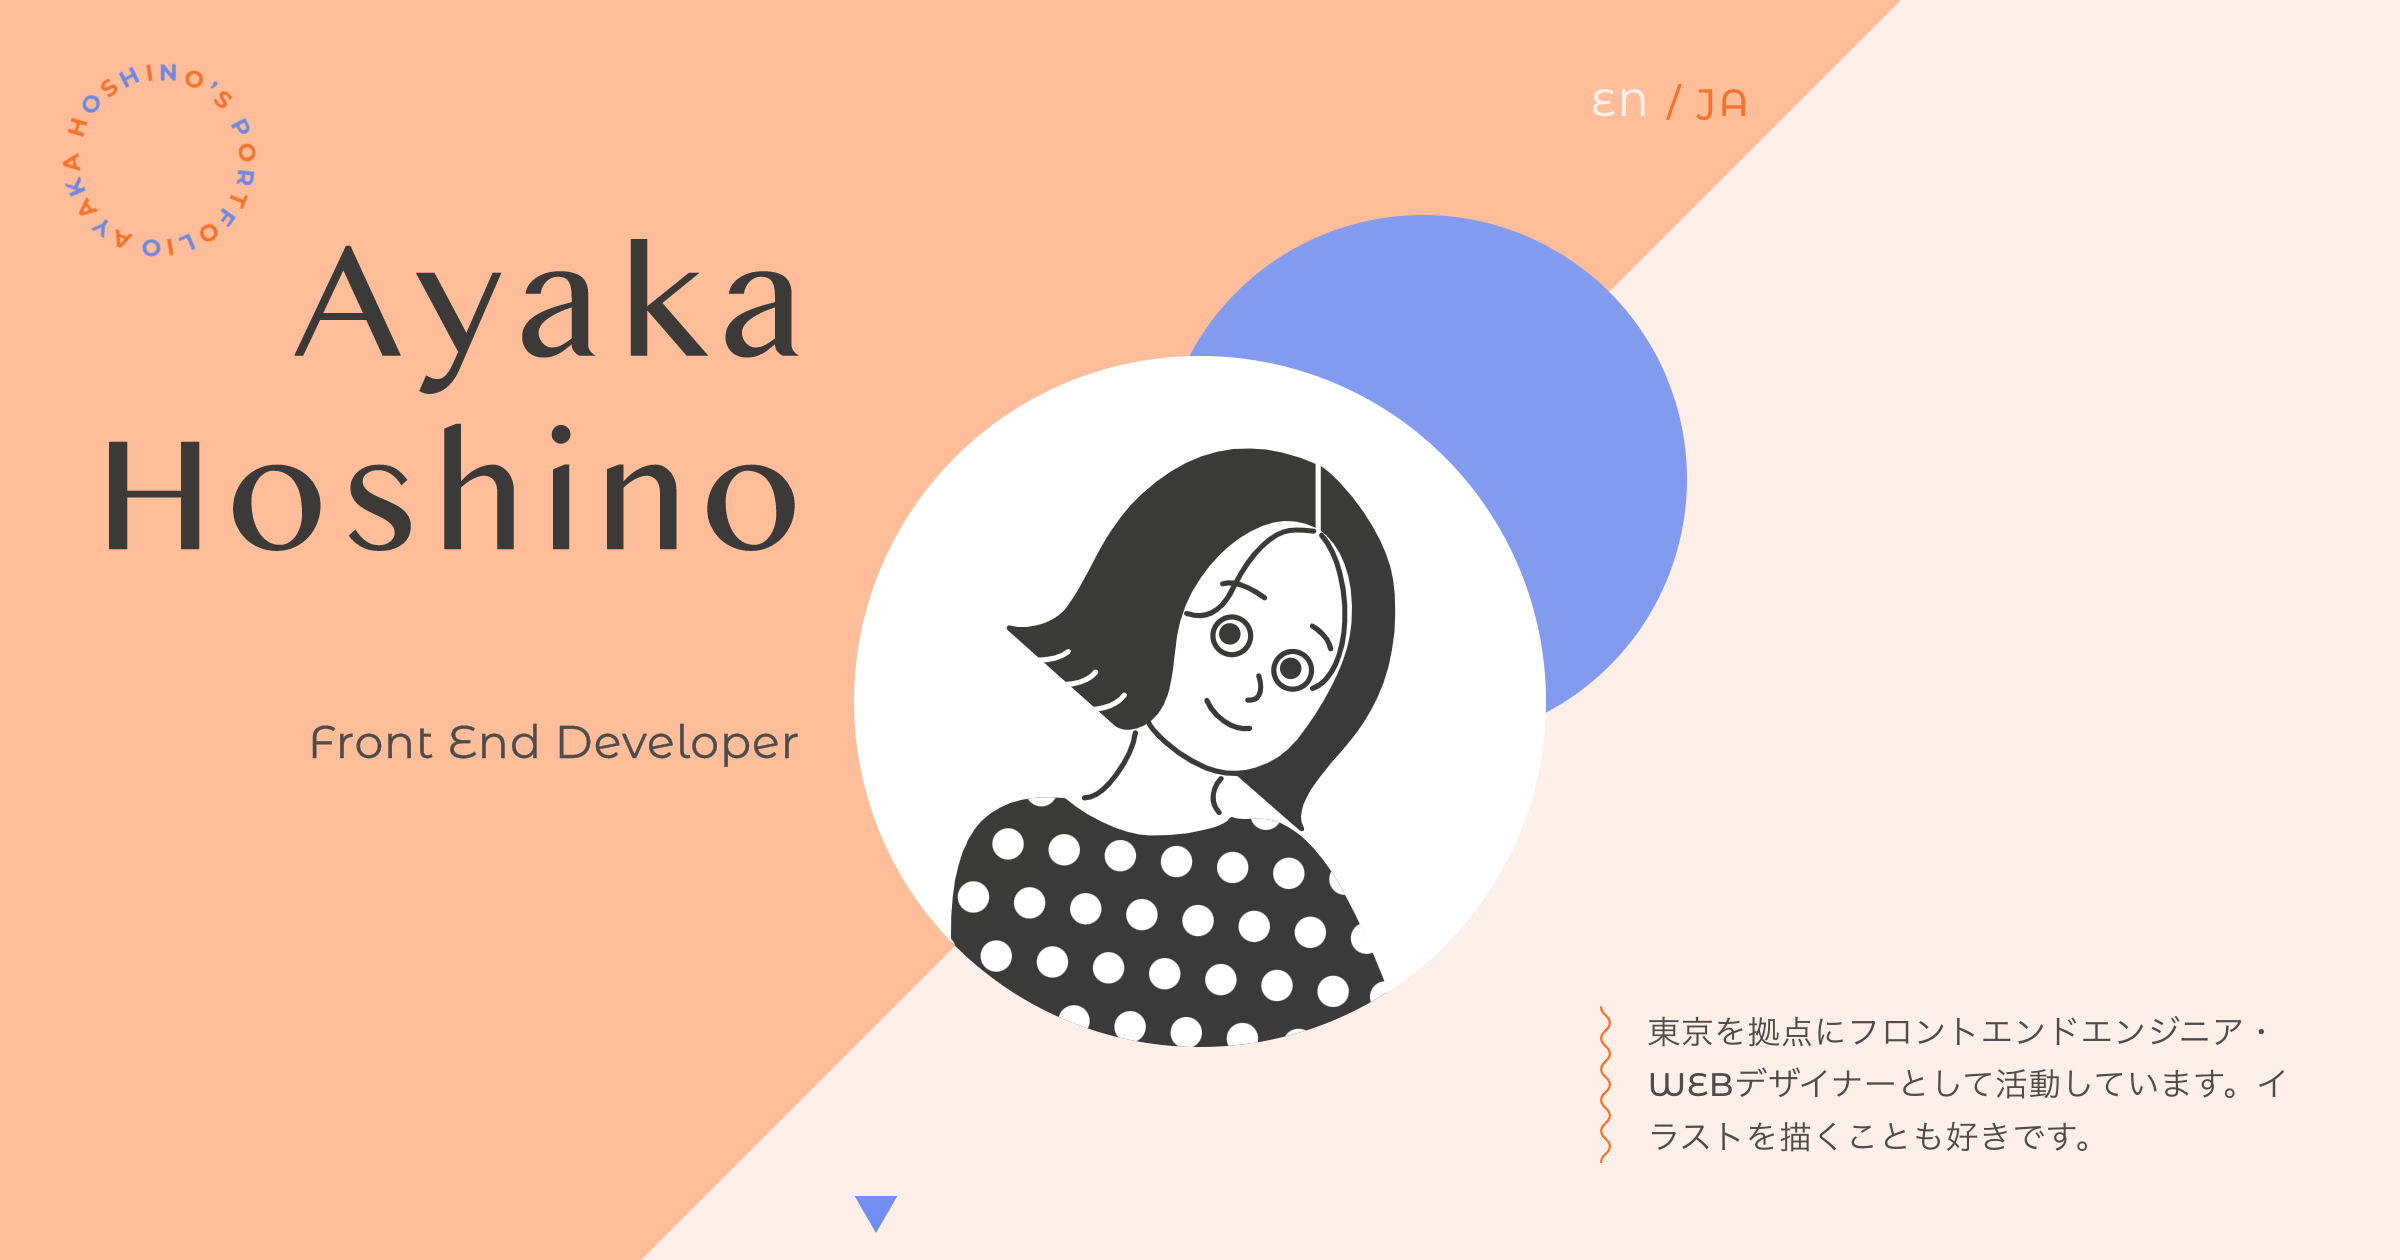 AYAKA HOSHINO'S PORTFOLIO
EN / JA
Ayaka
Hoshino
Front End Developer
東京を拠点にフロントエンドエンジニア・
WEBデザイナーとして活動しています。イ
ラストを描くことも好きです。